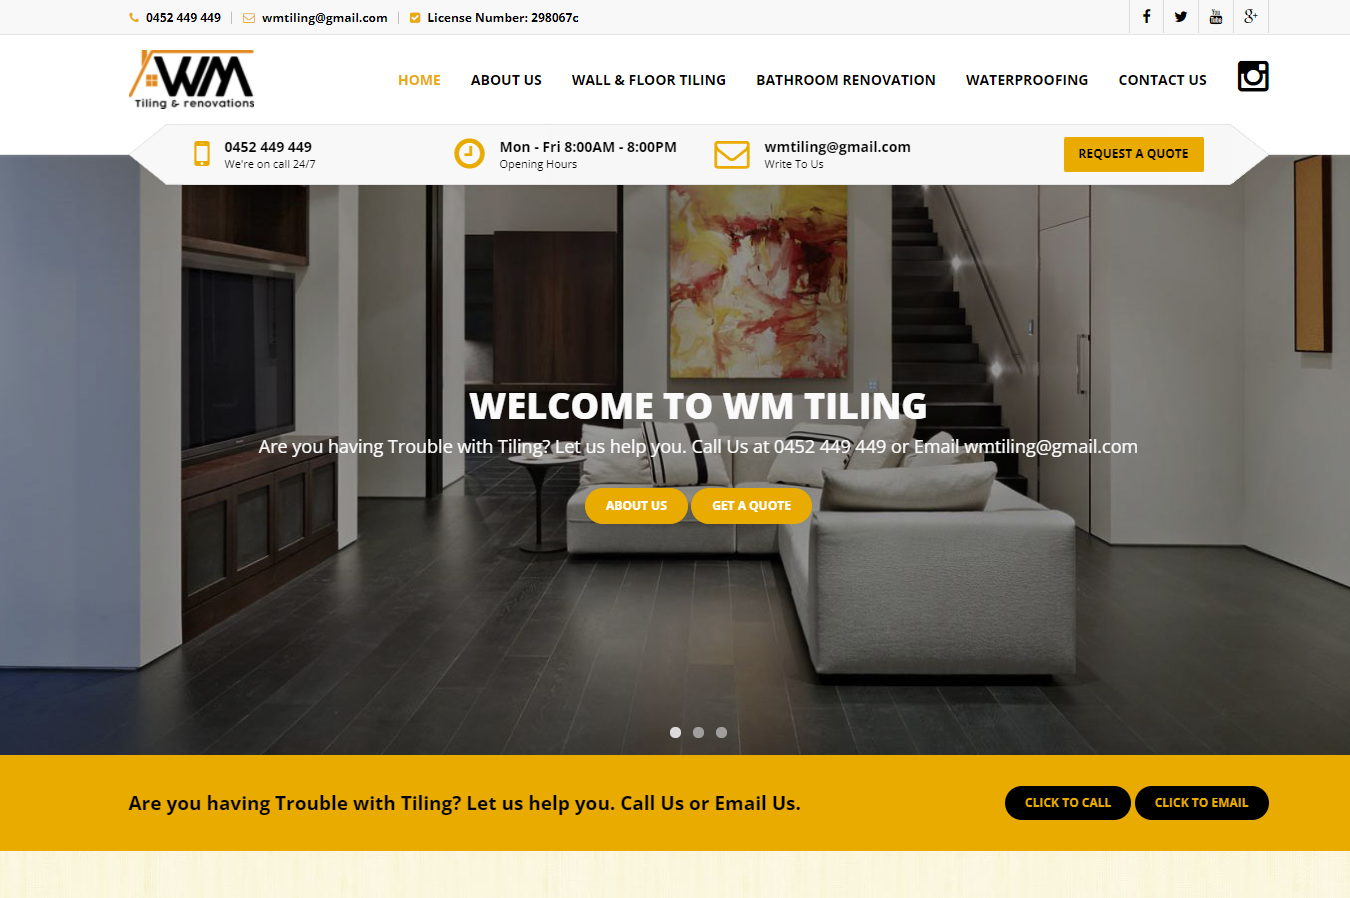 0452 449 449 wmtiling@gmail.com License Number: 298067c
You Tube g+
WM
Tiling & renovations
HOME ABOUT US WALL & FLOOR TILING BATHROOM RENOVATION WATERPROOFING CONTACT US
0452 449 449
We're on call 24/7
Mon - Fri 8:00AM - 8:00PM
Opening Hours
wmtiling@gmail.com
Write To Us
REQUEST A QUOTE
WELCOME TO WM TILING
Are you having Trouble with Tiling? Let us help you. Call Us at 0452 449 449 or Email wmtiling@gmail.com
ABOUT US GET A QUOTE
Are you having Trouble with Tiling? Let us help you. Call Us or Email Us.
CLICK TO CALL CLICK TO EMAIL